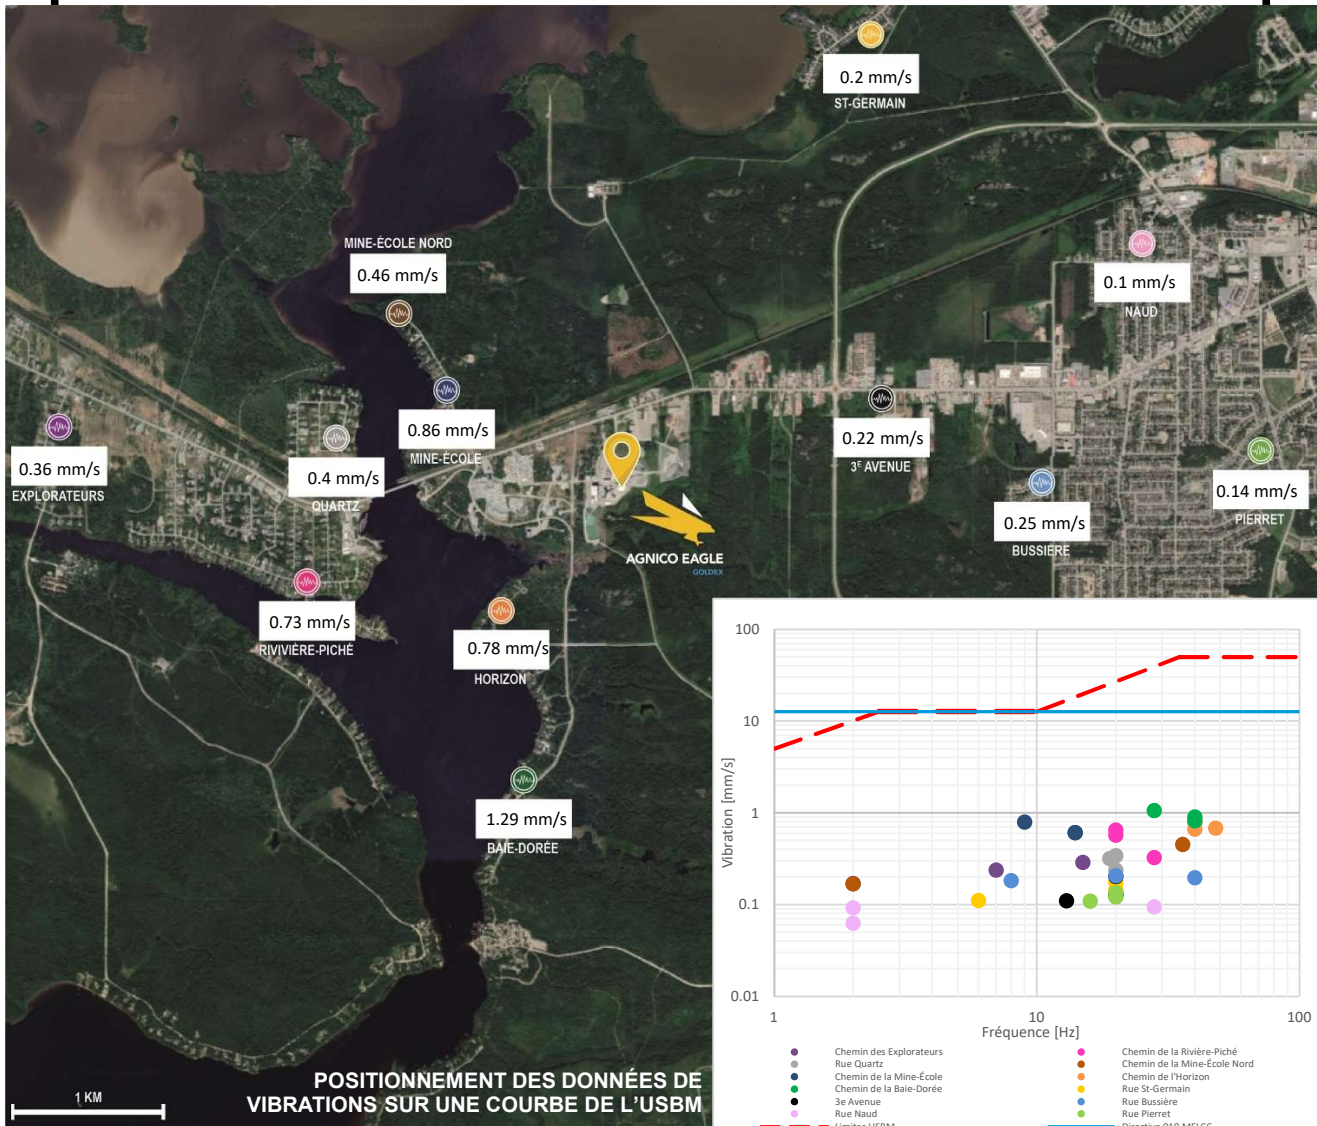 0.2 mm/s
ST-GERMAIN
MINE-ÉCOLE NORD
0.46 mm/s
0.1 mm/s
NAUD
0.86 mm/s
MINE-ÉCOLE
0.36 mm/s
EXPLORATEURS
0.4 mm/s
QUARTZ
0.22 mm/s
3E AVENUE
0.25 mm/s
BUSSIÈRE
0.14 mm/s
PIERRET
AGNICO EAGLE
GOLDEX
0.73 mm/s
RIVIVIÈRE-PICHÉ
0.78 mm/s
HORIZON
1.29 mm/s
BAIE-DORÉE
1 KM
POSITIONNEMENT DES DONNÉES DE
VIBRATIONS SUR UNE COURBE DE L'USBM
Vibration [mm/s]
100
10
1
0.1
0.01
1 10 100
Fréquence [Hz]
Chemin des Explorateurs
Rue Quartz
Chemin de la Mine-École
Chemin de la Baie-Dorée
3e Avenue
Rue Naud
Limites USBM
Chemin de la Rivière-Piché
Chemin de la Mine-École Nord
Chemin de l'Horizon
Rue St-Germain
Rue Bussière
Rue Pierret
Directive 019 MELCC